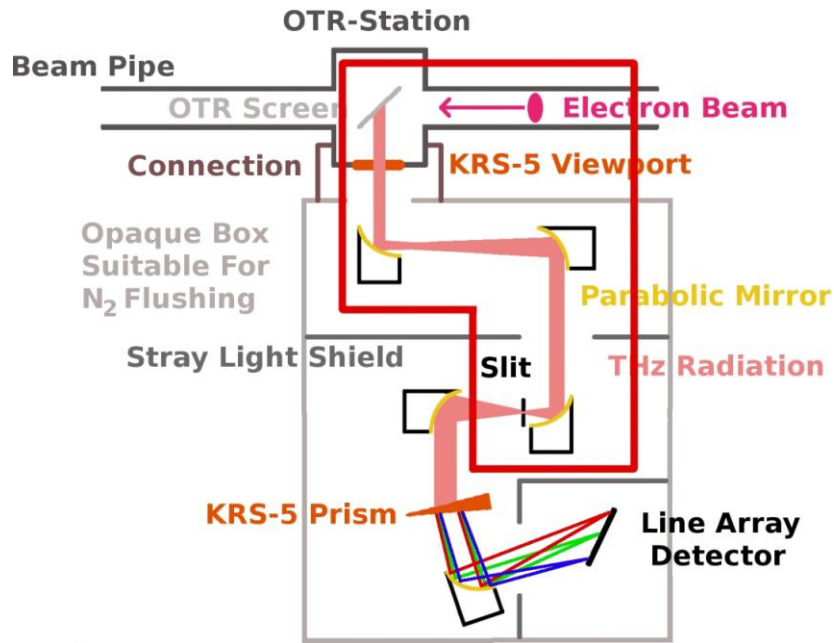 OTR-Station
Beam Pipe
OTR Screen
Electron Beam
Connection
KRS-5 Viewport
Opaque Box
Suitable For
N2 Flushing
Parabolic Mirror
Stray Light Shield
Slit
THz Radiation
KRS-5 Prism
Line Array
Detector